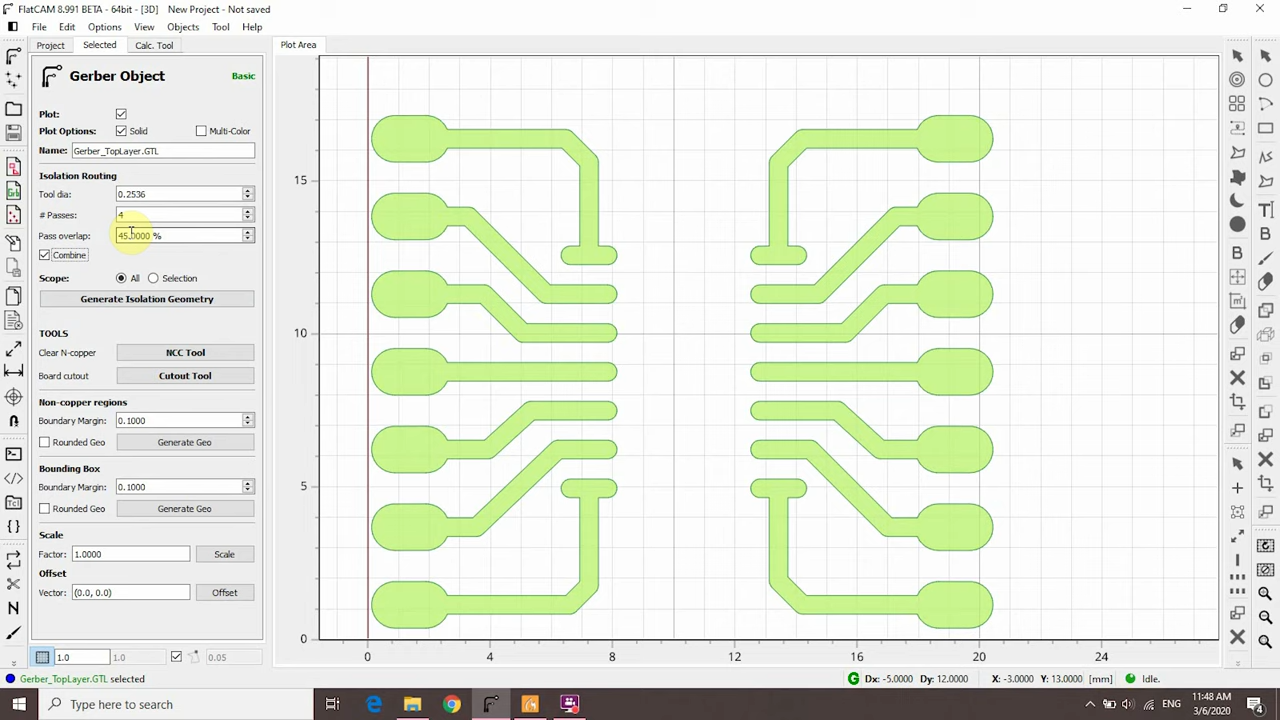 FlatCAM 8.991 BETA - 64bit - [3D] New Project - Not saved
File Edit Options View Objects Tool Help
Project Selected Calc. Tool Plot Area
Gerber Object Basic
Plot:
Plot Options: Solid Multi-Color
Name: Gerber_TopLayer.GTL
Isolation Routing
Tool dia: 0.2536
# Passes: 4
Pass overlap: 45.0000 %
Combine
Scope: All Selection
Generate Isolation Geometry
TOOLS
Clear N-copper NCC Tool
Board cutout Cutout Tool
Non-copper regions
Boundary Margin: 0.1000
Rounded Geo Generate Geo
Bounding Box
Boundary Margin: 0.1000
Rounded Geo Generate Geo
Scale
Factor: 1.0000 Scale
Offset
Vector: (0.0, 0.0) Offset
15
10
5
0
0 4 8 12 16 20 24
1.0 1.0 0.05
Gerber_TopLayer.GTL selected
G Dx: -5.0000 Dy: 12.0000 X: -3.0000 Y: 13.0000 [mm] Idle.
Type here to search
ENG
11:48 AM
3/6/2020
4